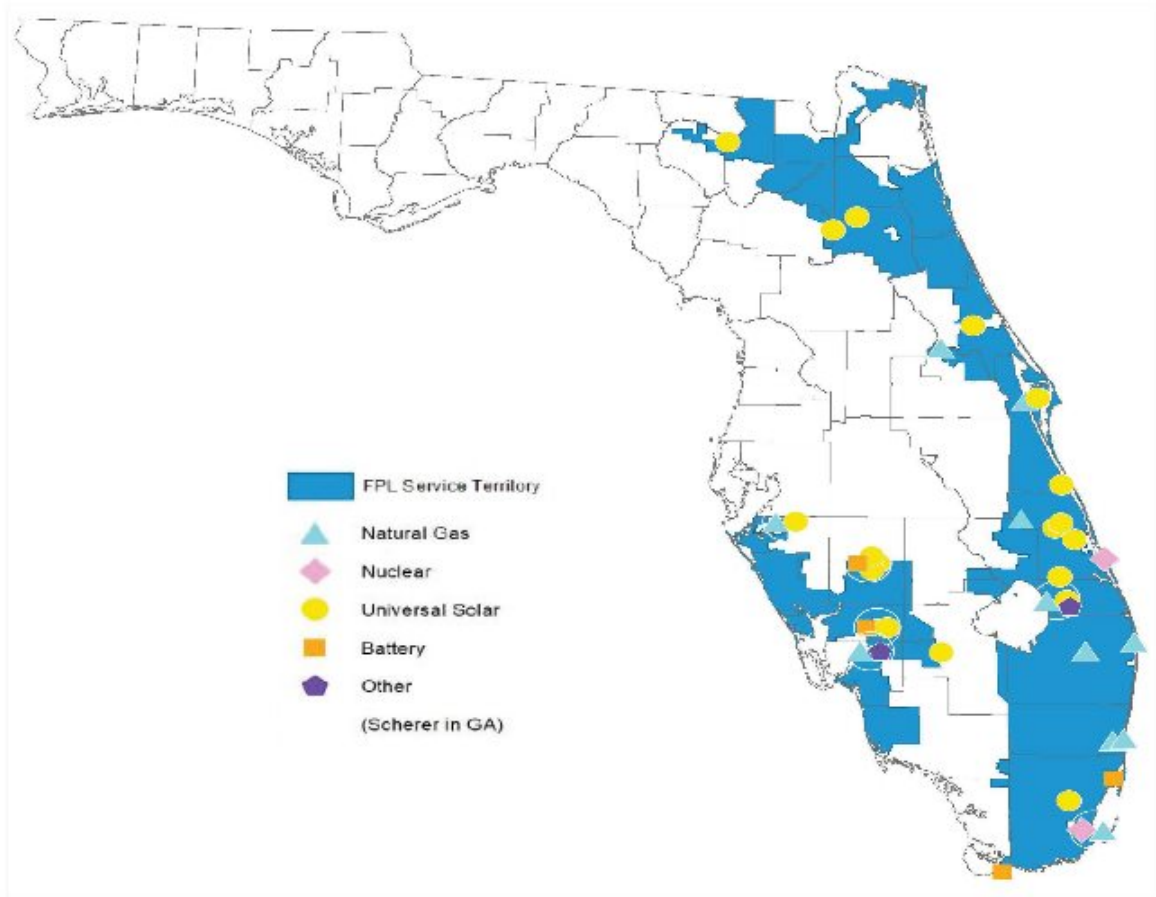 FPL Service Territory
Natural Gas
Nuclear
Universal Solar
Battery
Other
(Scherer in GA)